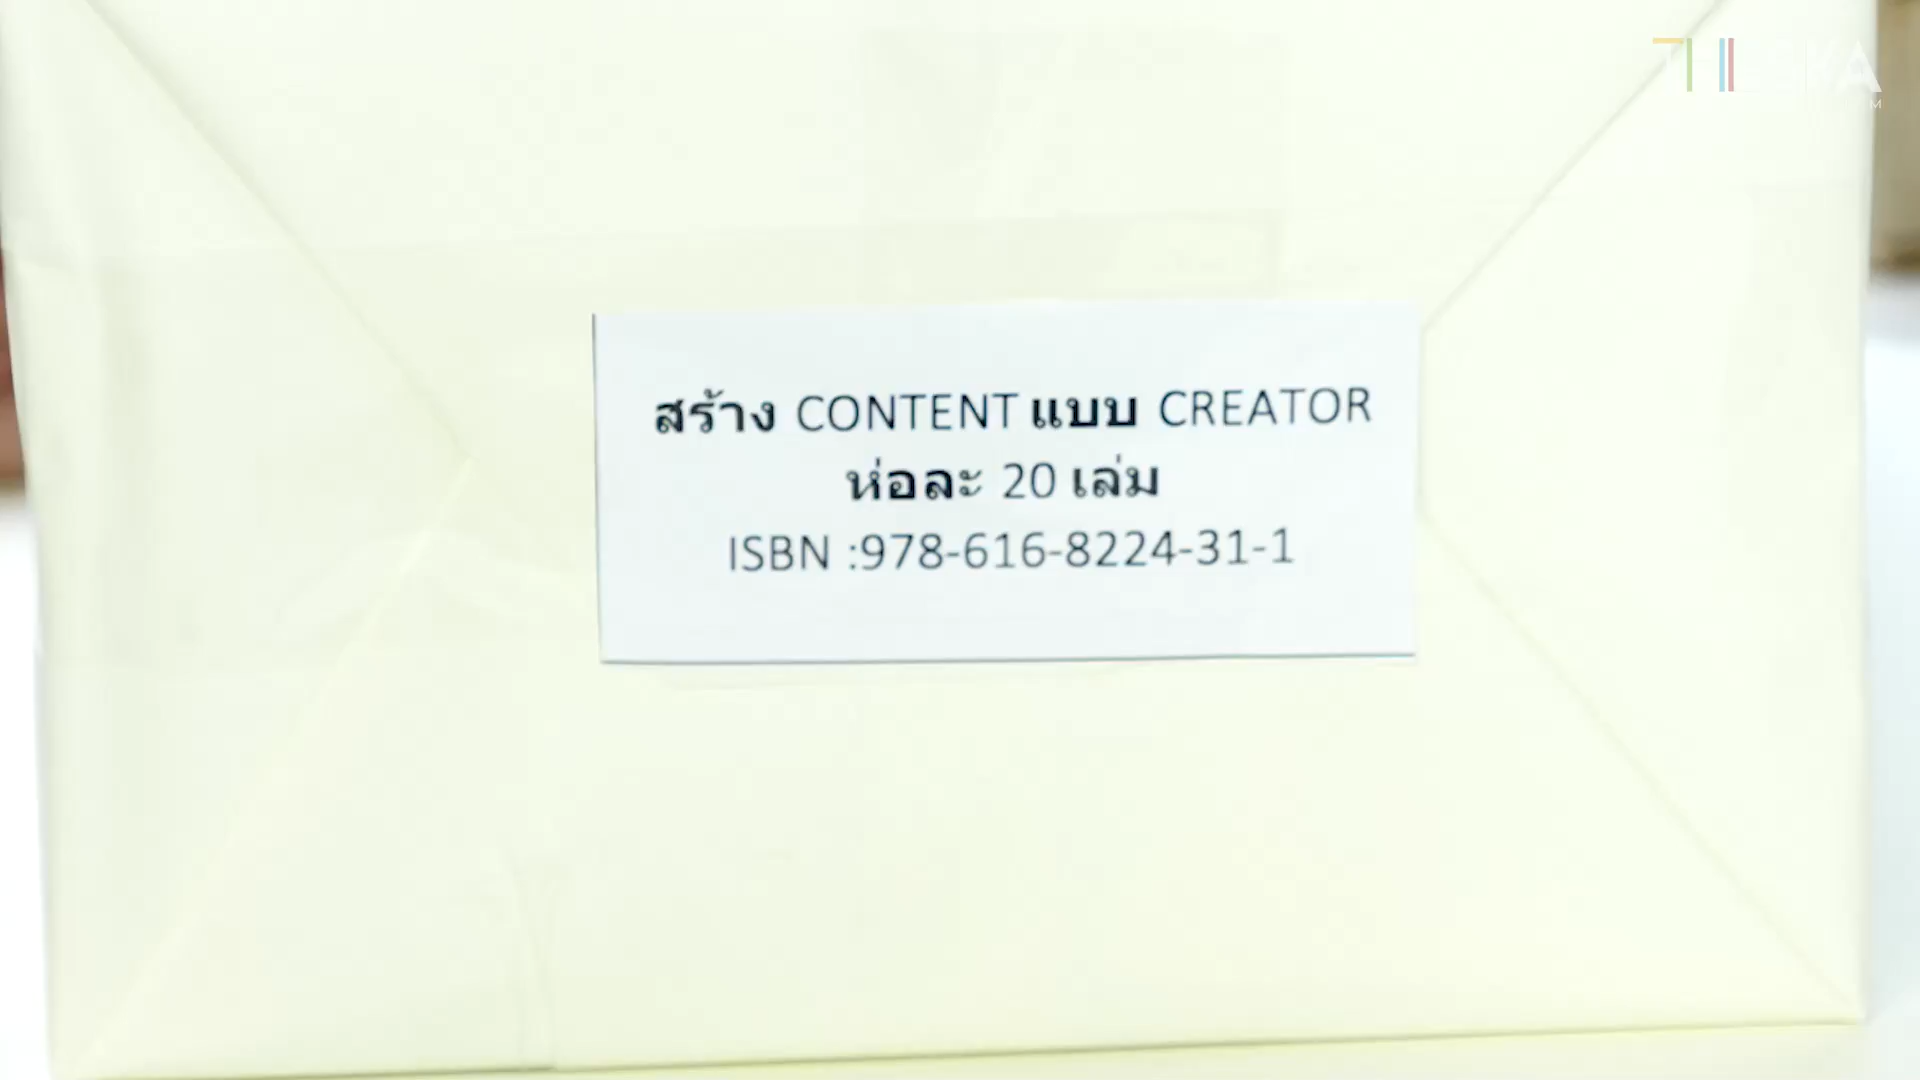 สร้าง CONTENT แบบ CREATOR
ห่อละ 20 เล่ม
ISBN :978-616-8224-31-1